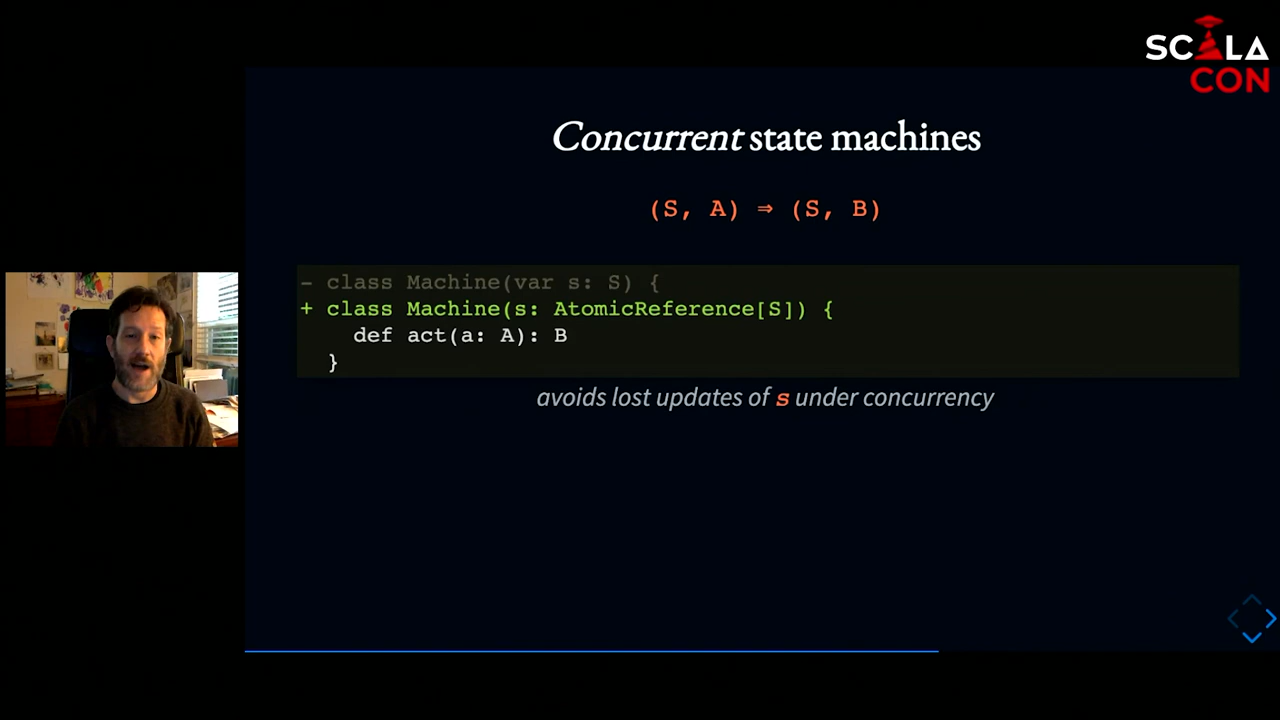 SCALA
CON
Concurrent state machines
(S, A) ⇒ (S, B)
- class Machine(var s: S) {
+ class Machine(s: AtomicReference[S]) {
def act(a: A): B
}
avoids lost updates of s under concurrency